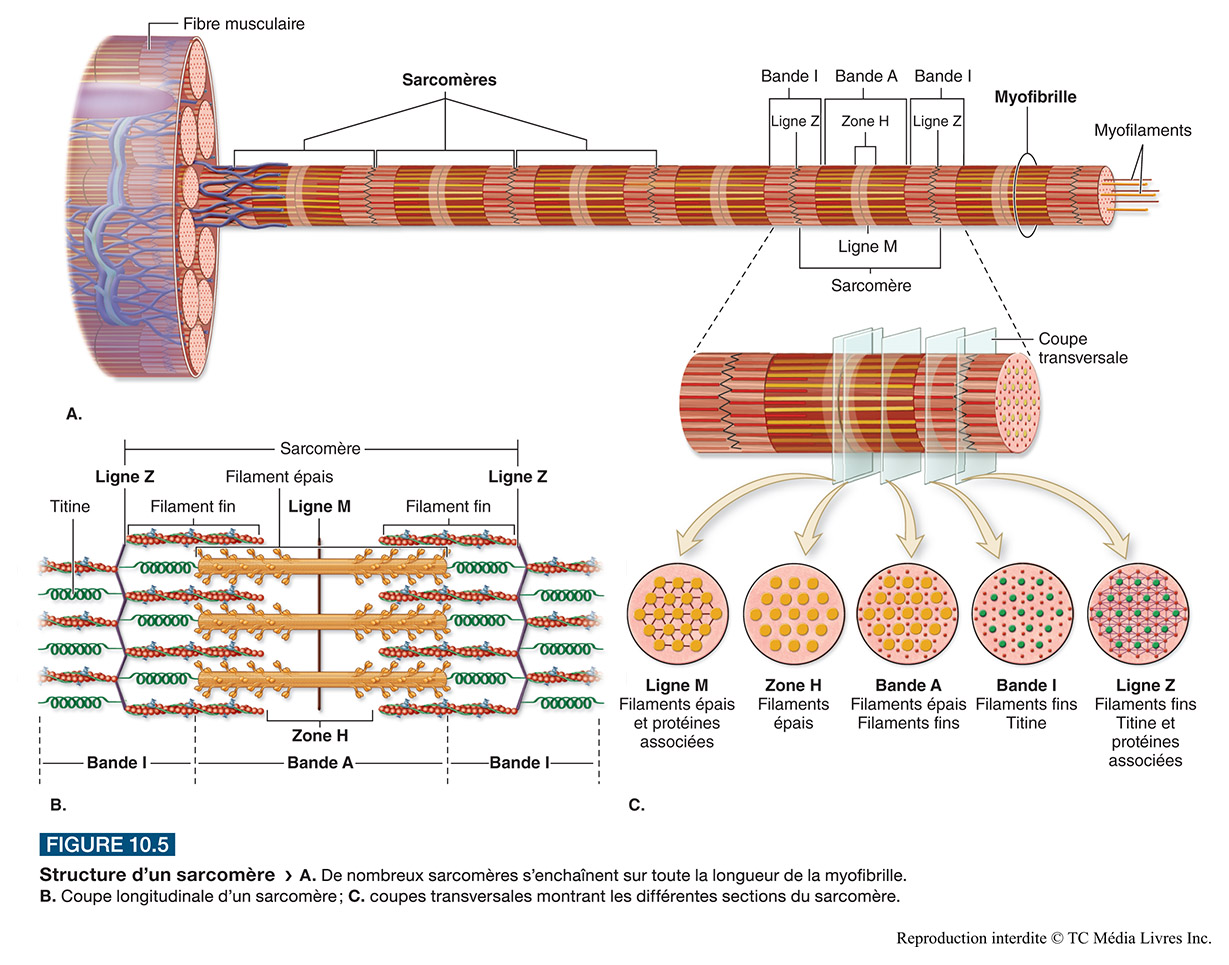 Fibre musculaire
Sarcomères
Bande I
Bande A
Bande I
Ligne Z
Zone H
Ligne Z
Myofibrille
Myofilaments
Ligne M
Sarcomère
Coupe
transversale
A.
Sarcomère
Ligne Z
Filament épais
Ligne Z
Titine
Filament fin
Ligne M
Filament fin
Zone H
Bande I
Bande A
Bande I
B.
Ligne M
Filaments épais
et protéines
associées
Zone H
Filaments
épais
Bande A
Filaments épais
Filaments fins
Bande I
Filaments fins
Titine
Ligne Z
Filaments fins
Titine et
protéines
associées
C.
FIGURE 10.5
Structure d’un sarcomère › A. De nombreux sarcomères s’enchaînent sur toute la longueur de la myofibrille.
B. Coupe longitudinale d’un sarcomère ; C. coupes transversales montrant les différentes sections du sarcomère.
Reproduction interdite © TC Média Livres Inc.